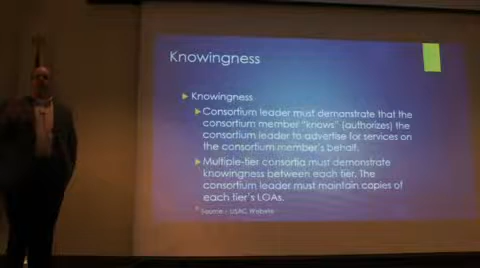 Knowingness
Knowingness
Consortium leader must demonstrate that the
consortium member "knows" (authorizes) the
consortium leader to advertise for services on
the consortium member's behalf.
Multiple-tier consortia must demonstrate
knowingness between each tier. The
consortium leader must maintain copies of
each tier's LOAs.
* Source - USAC Website